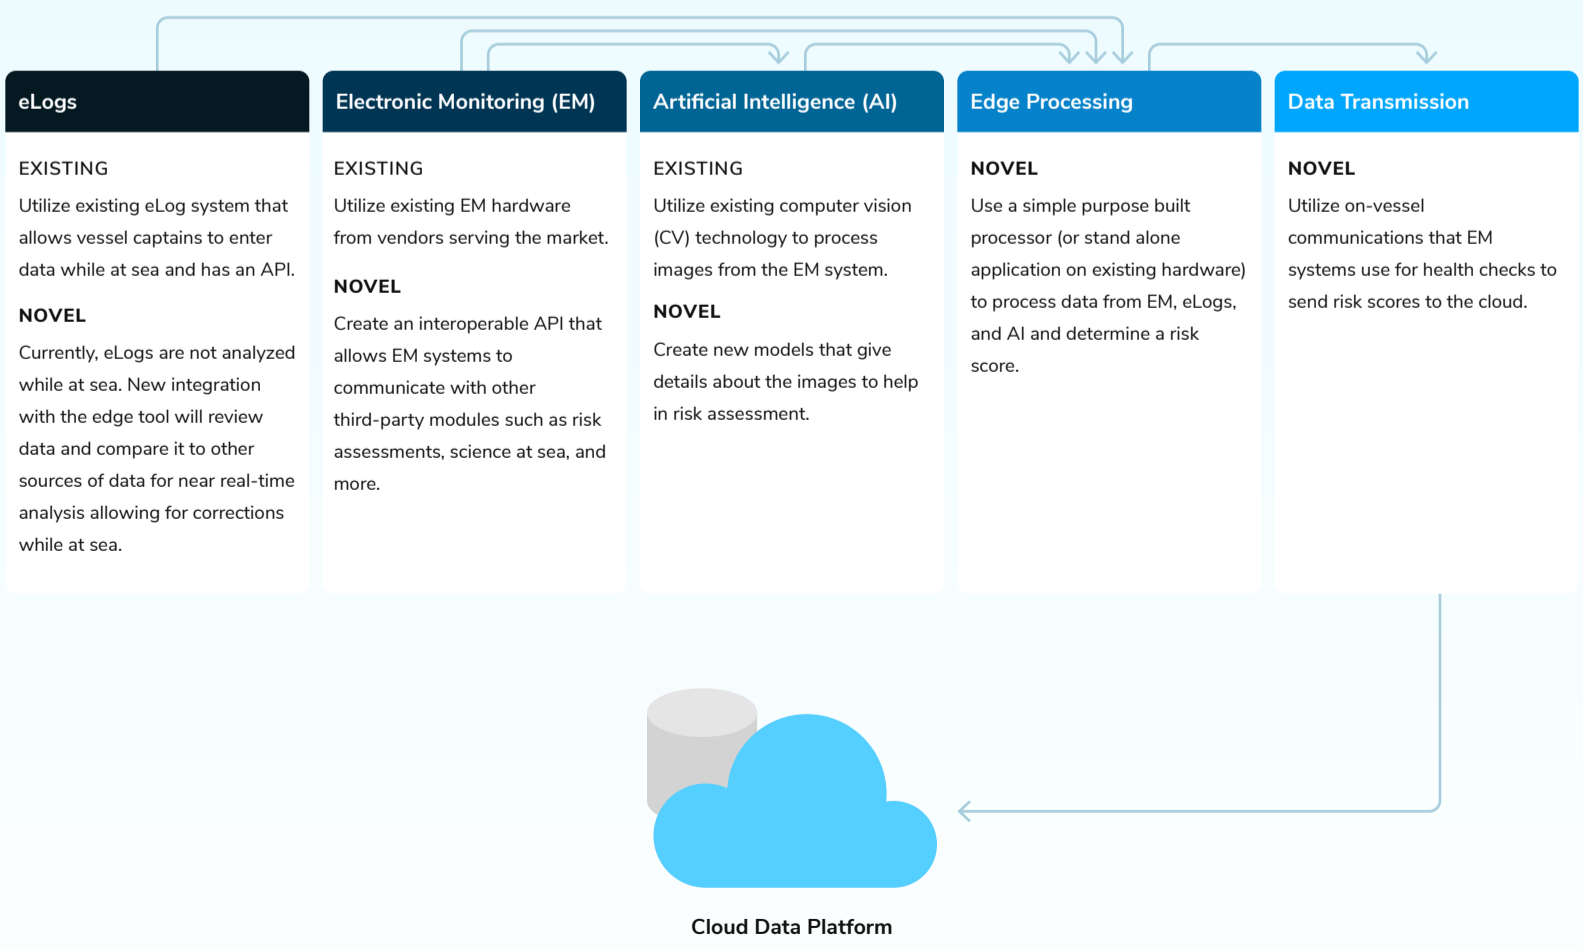 eLogs
EXISTING
Utilize existing eLog system that
allows vessel captains to enter
data while at sea and has an API.
NOVEL
Currently, eLogs are not analyzed
while at sea. New integration
with the edge tool will review
data and compare it to other
sources of data for near real-time
analysis allowing for corrections
while at sea.
Electronic Monitoring (EM)
EXISTING
Utilize existing EM hardware
from vendors serving the market.
NOVEL
Create an interoperable API that
allows EM systems to
communicate with other
third-party modules such as risk
assessments, science at sea, and
more.
Artificial Intelligence (AI)
EXISTING
Utilize existing computer vision
(CV) technology to process
images from the EM system.
NOVEL
Create new models that give
details about the images to help
in risk assessment.
Edge Processing
NOVEL
Use a simple purpose built
processor (or stand alone
application on existing hardware)
to process data from EM, eLogs,
and AI and determine a risk
score.
Data Transmission
NOVEL
Utilize on-vessel
communications that EM
systems use for health checks to
send risk scores to the cloud.
Cloud Data Platform